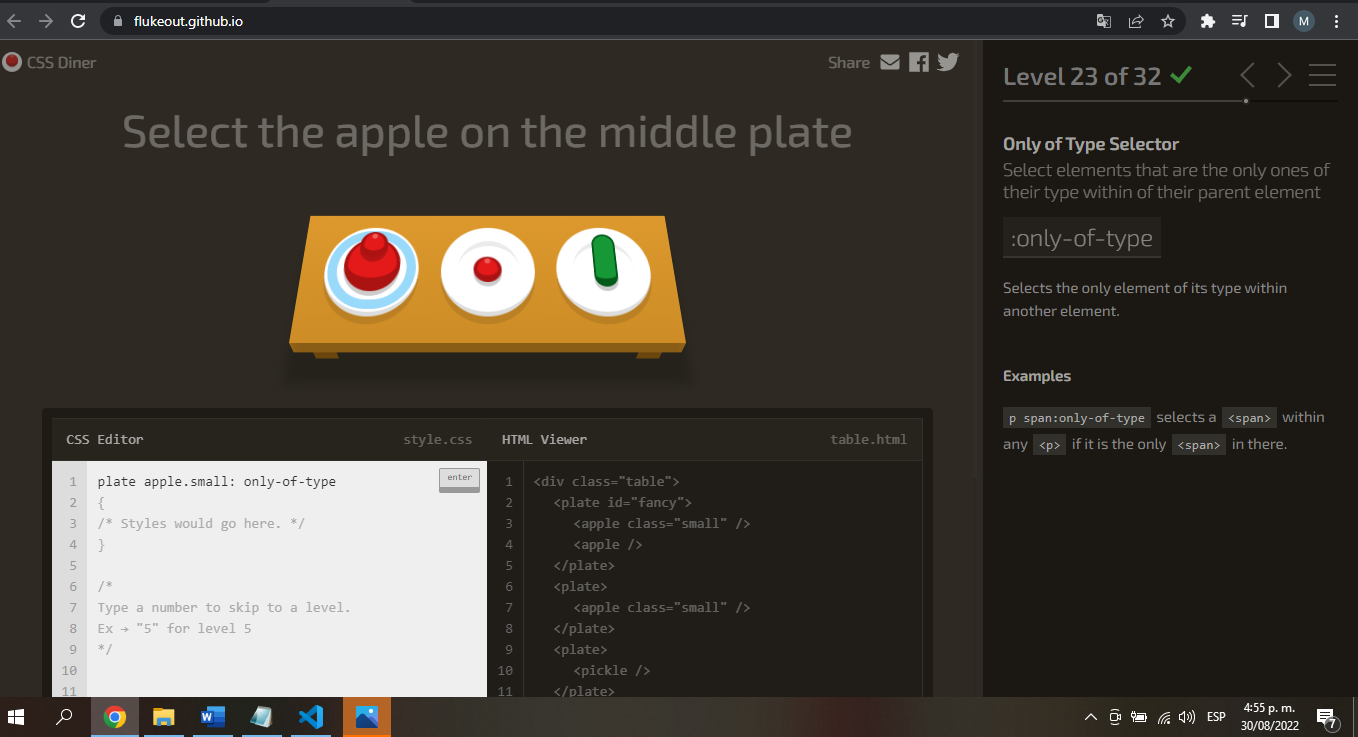 flukeout.github.io
M
CSS Diner
Share
Level 23 of 32
Select the apple on the middle plate
Only of Type Selector
Select elements that are the only ones of
their type within of their parent element
:only-of-type
Selects the only element of its type within
another element.
Examples
p span:only-of-type selects a <span> within
any <p> if it is the only <span> in there.
CSS Editor style.css
1 plate apple.small: only-of-type
enter
2 {
3 /* Styles would go here. */
4 }
5
6 /*
7 Type a number to skip to a level.
8 Ex → "5" for level 5
9 */
10
11
HTML Viewer table.html
1 <div class="table">
2 <plate id="fancy">
3 <apple class="small" />
4 <apple />
5 </plate>
6 <plate>
7 <apple class="small" />
8 </plate>
9 <plate>
10 <pickle />
11 </plate>
ESP
4:55 p. m.
30/08/2022
7